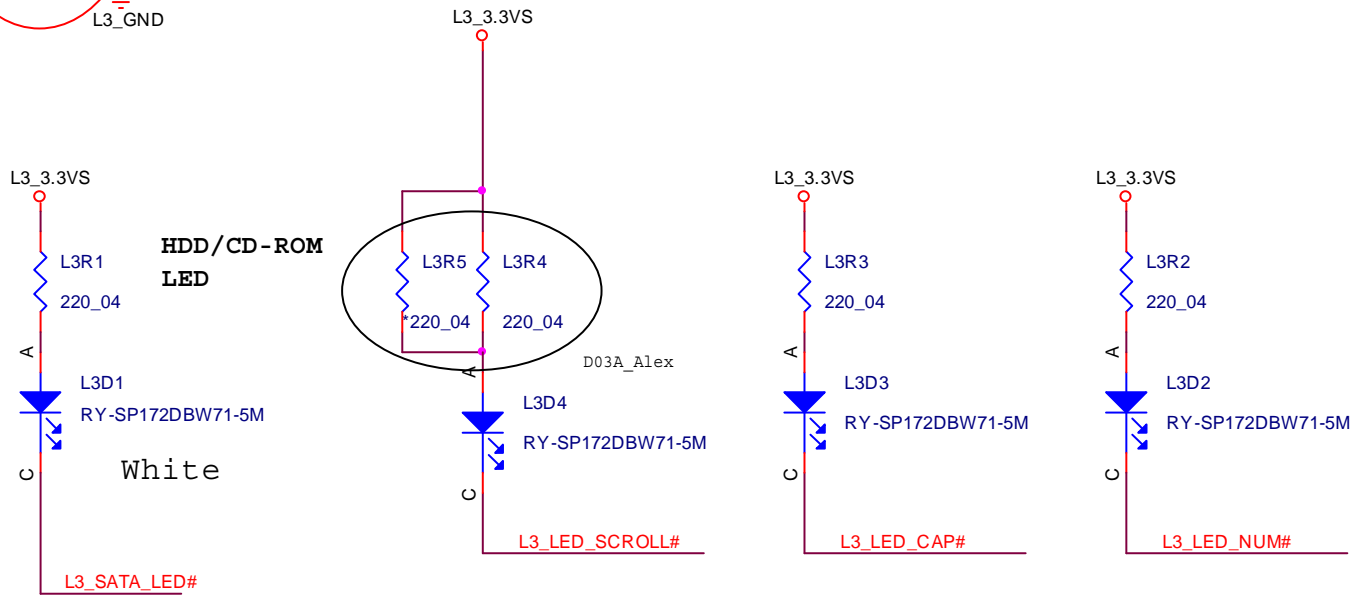 L3_GND
L3_3.3VS
L3_3.3VS
L3_3.3VS
L3_3.3VS
HDD/CD-ROM
LED
L3R1
220_04
L3R5
*220_04
L3R4
220_04
L3R3
220_04
L3R2
220_04
D03A_Alex
A
L3D1
RY-SP172DBW71-5M
C
White
A
L3D4
RY-SP172DBW71-5M
C
A
L3D3
RY-SP172DBW71-5M
C
A
L3D2
RY-SP172DBW71-5M
C
L3_LED_SCROLL#
L3_LED_CAP#
L3_LED_NUM#
L3_SATA_LED#